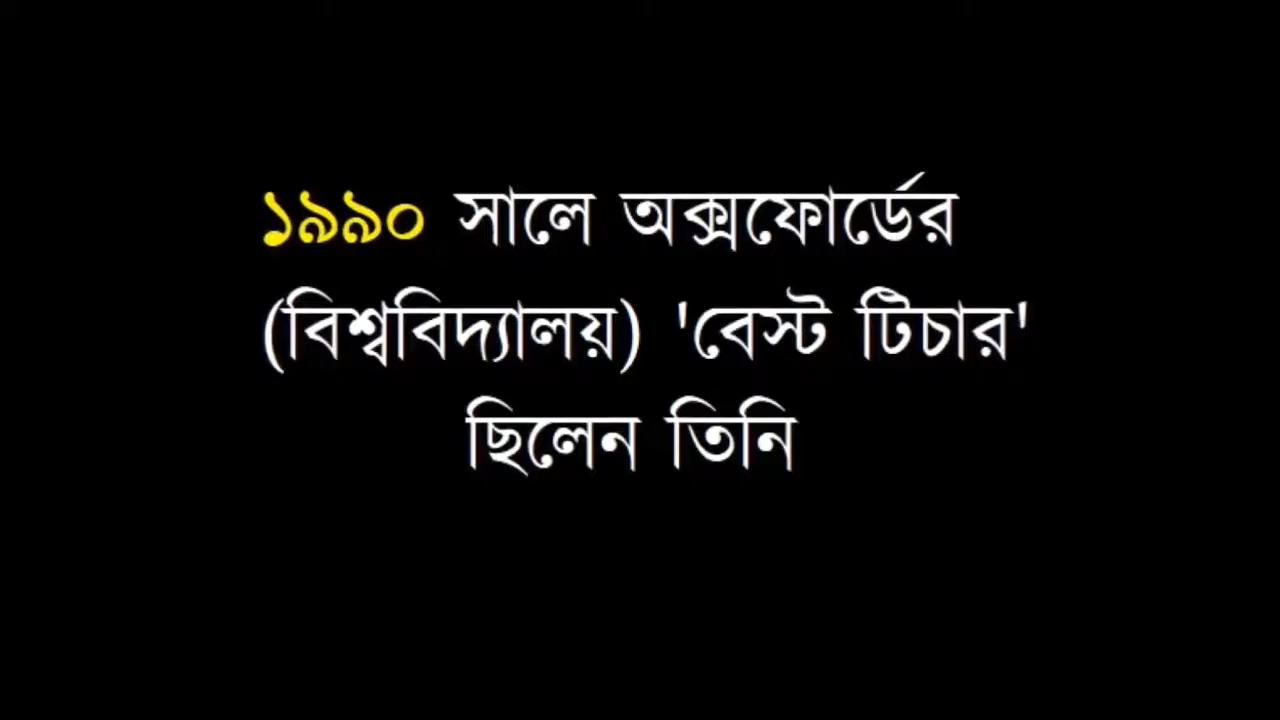 ১৯৯০ সালে অক্সফোর্ডের
(বিশ্ববিদ্যালয়) 'বেস্ট টিচার'
ছিলেন তিনি